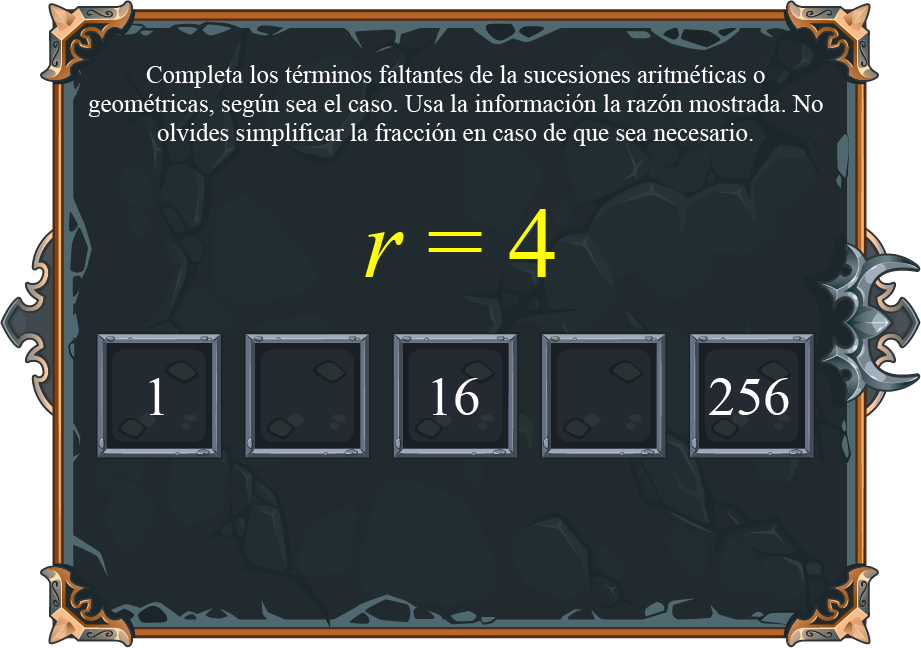 Completa los términos faltantes de la sucesiones aritméticas o
geométricas, según sea el caso. Usa la información la razón mostrada. No
olvides simplificar la fracción en caso de que sea necesario.
r = 4
1 16 256